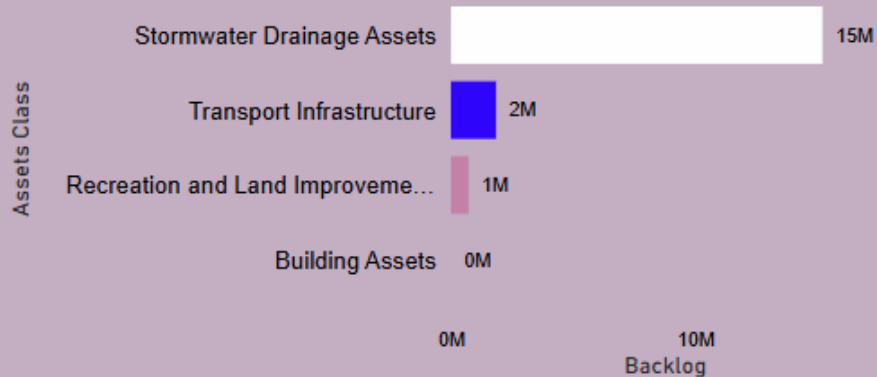 Assets Class
Stormwater Drainage Assets 15M
Transport Infrastructure 2M
Recreation and Land Improveme... 1M
Building Assets 0M
0M 10M
Backlog